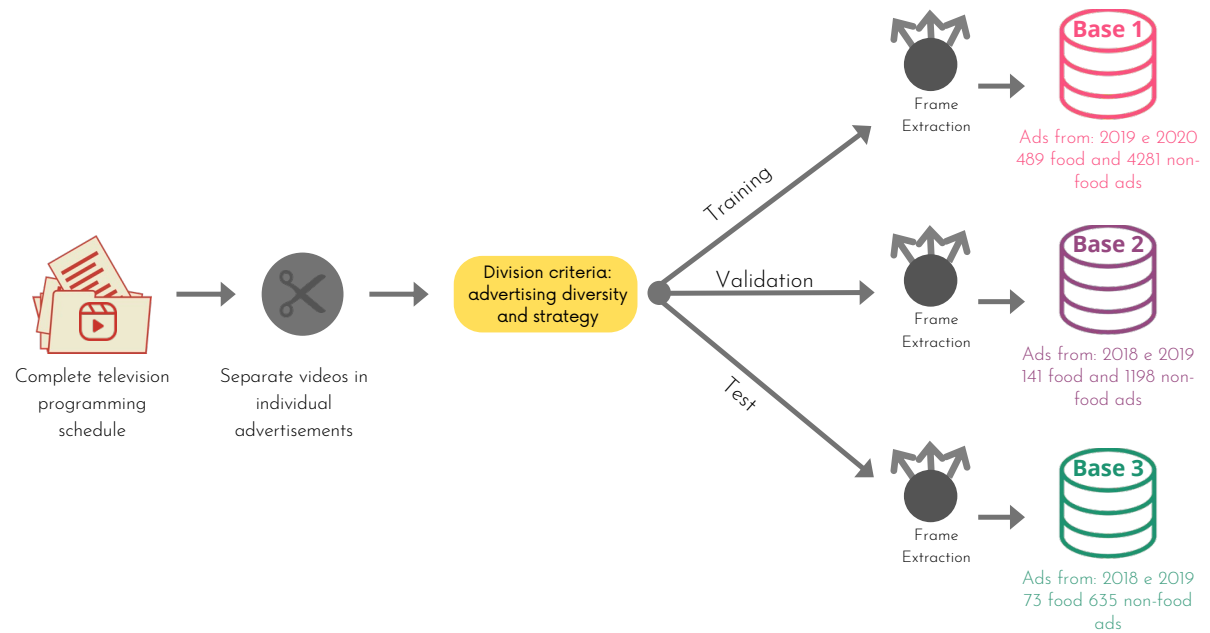 Complete television
programming
schedule
Separate videos in
individual
advertisements
Division criteria:
advertising diversity
and strategy
Training
Validation
Test
Frame
Extraction
Base 1
Ads from: 2019 e 2020
489 food and 4281 non-
food ads
Frame
Extraction
Base 2
Ads from: 2018 e 2019
141 food and 1198 non-
food ads
Frame
Extraction
Base 3
Ads from: 2018 e 2019
73 food 635 non-food
ads